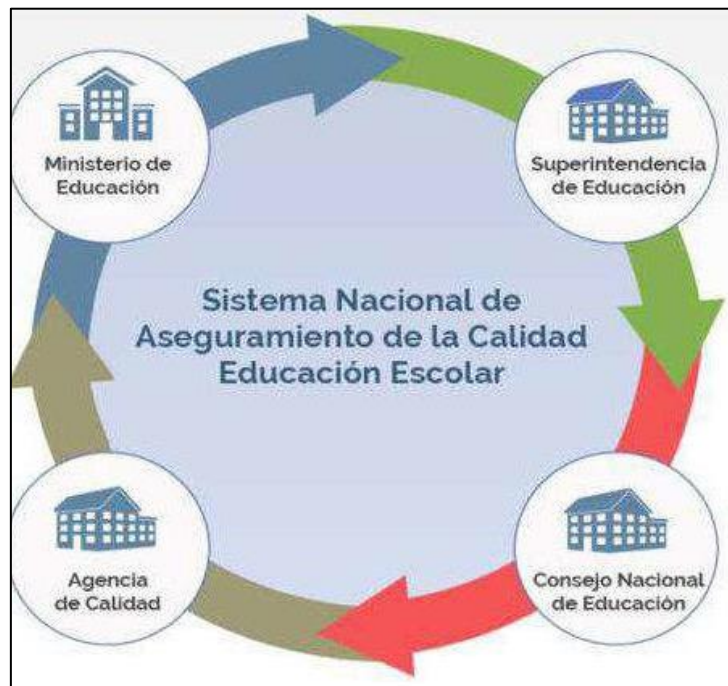 Ministerio de
Educación
Superintendencia
de Educación
Sistema Nacional de
Aseguramiento de la Calidad
Educación Escolar
Agencia
de Calidad
Consejo Nacional
de Educación